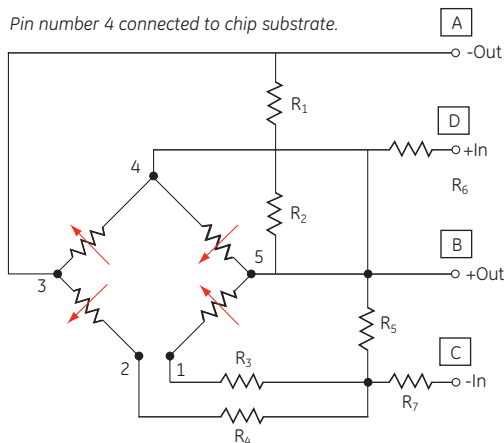 Pin number 4 connected to chip substrate.
A
-Out
R1
D
+In
4
R6
R2
B
5
+Out
3
R5
C
2
1
R3
-In
R7
R4